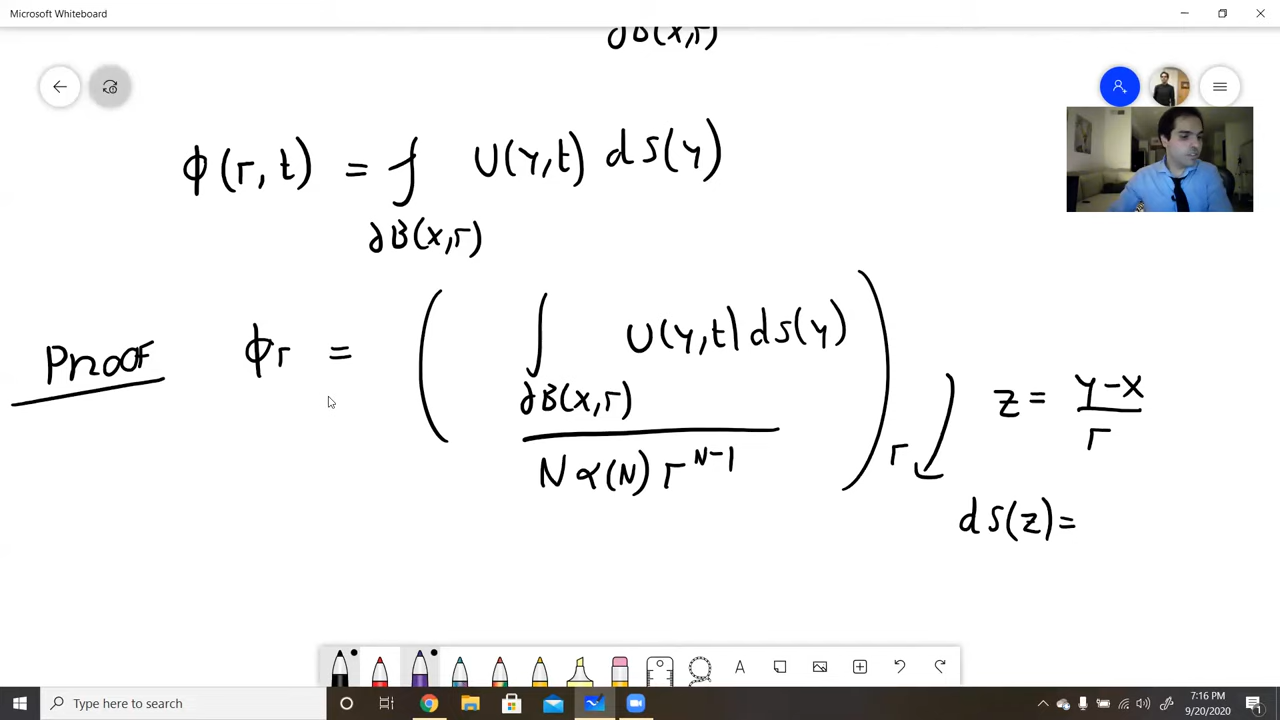 Microsoft Whiteboard
∂B(x,r)
ϕ(r,t) = ⨍ U(y,t) dS(y)
∂B(x,r)
Proof ϕr = ( ∫ U(y,t) dS(y) )r
∂B(x,r)
Nα(N) r^N-1
z = y-x
r
dS(z)=
A
Type here to search
7:16 PM
9/20/2020